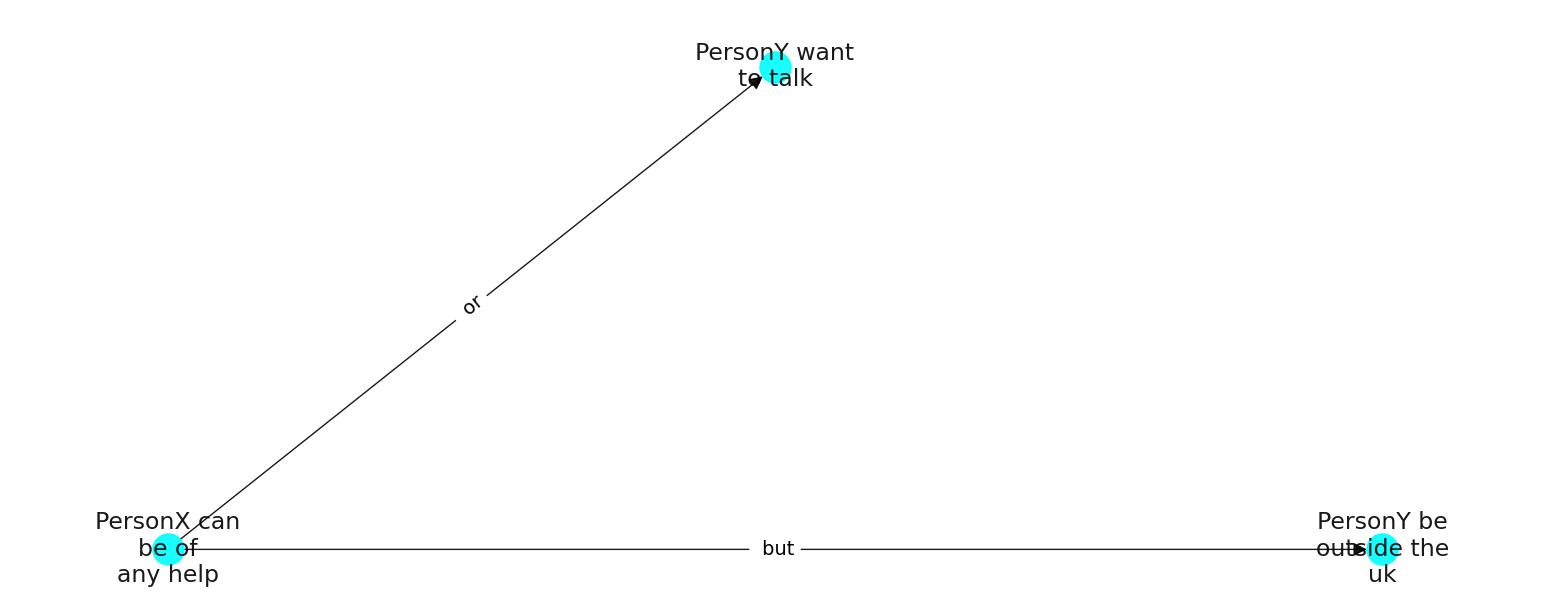 PersonY want
to talk
or
PersonX can
be of
any help
but
PersonY be
outside the
uk